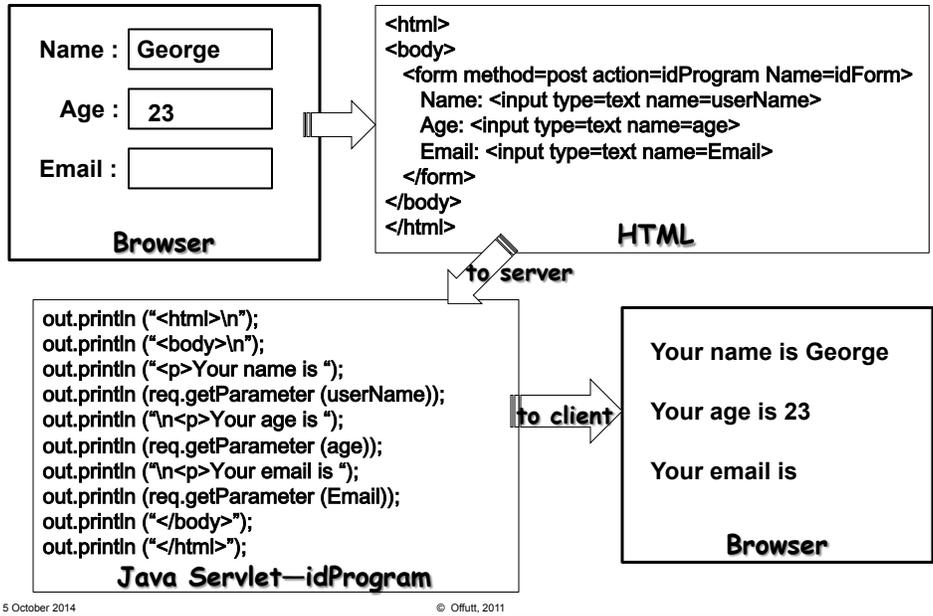 Name : George
Age : 23
Email :
Browser
<html>
<body>
<form method=post action=idProgram Name=idForm>
Name: <input type=text name=userName>
Age: <input type=text name=age>
Email: <input type=text name=Email>
</form>
</body>
</html>
HTML
to server
out.println (“<html>\n”);
out.println (“<body>\n”);
out.println (“<p>Your name is “);
out.println (req.getParameter (userName));
out.println (“\n<p>Your age is “);
out.println (req.getParameter (age));
out.println (“\n<p>Your email is “);
out.println (req.getParameter (Email));
out.println (“</body>”);
out.println (“</html>”);
Java Servlet—idProgram
to client
Your name is George
Your age is 23
Your email is
Browser
5 October 2014
© Offutt, 2011